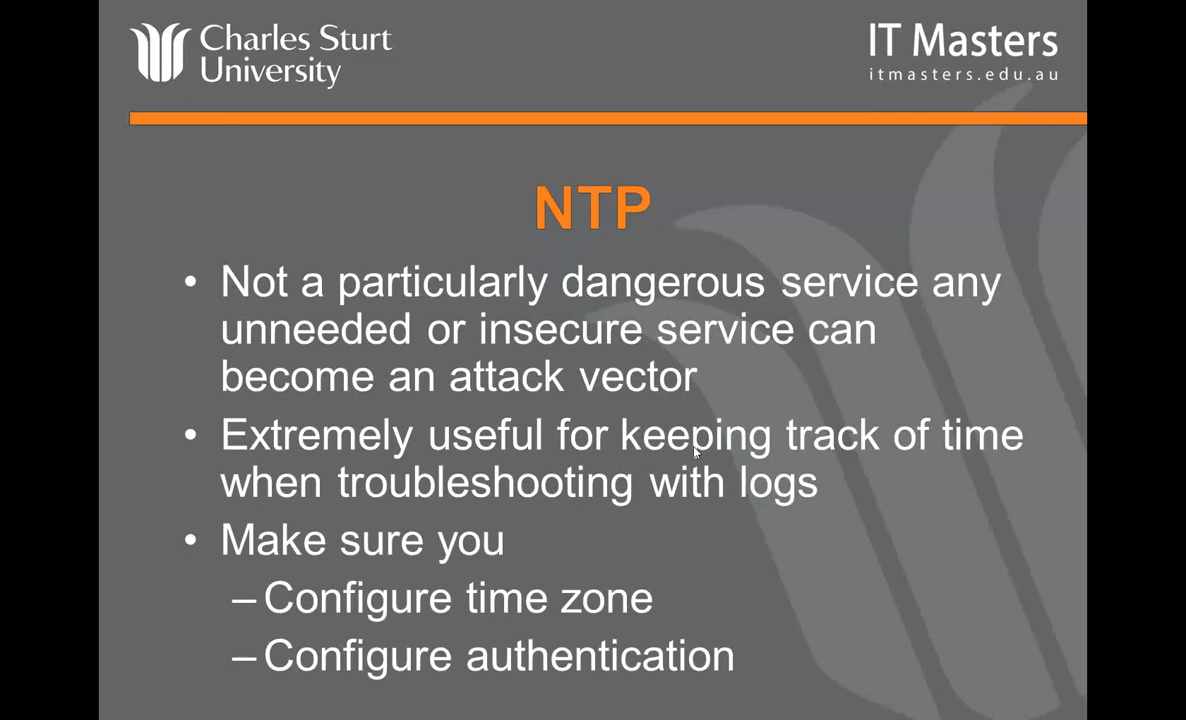 Charles Sturt
University
IT Masters
itmasters.edu.au
NTP
• Not a particularly dangerous service any
unneeded or insecure service can
become an attack vector
• Extremely useful for keeping track of time
when troubleshooting with logs
• Make sure you
– Configure time zone
– Configure authentication